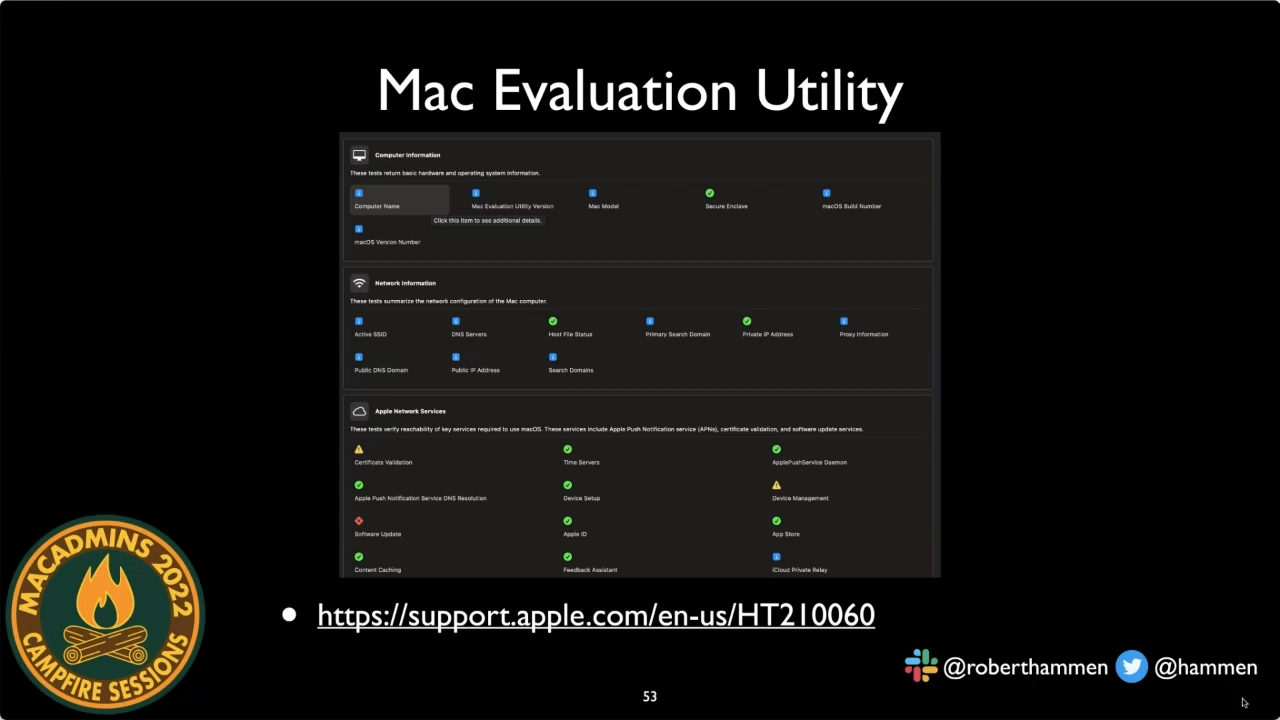 Mac Evaluation Utility
Computer Information
These tests return basic hardware and operating system information.
Computer Name
Mac Evaluation Utility Version
Mac Model
Secure Enclave
macOS Build Number
Click this item to see additional details.
macOS Version Number
Network Information
These tests summarize the network configuration of the Mac computer.
Active SSID
DNS Servers
Host File Status
Primary Search Domain
Private IP Address
Proxy Information
Public DNS Domain
Public IP Address
Search Domains
Apple Network Services
These tests verify reachability of key services required to use macOS. These services include Apple Push Notification service (APNs), certificate validation, and software update services.
Certificate Validation
Time Servers
ApplePushService Daemon
Apple Push Notification Service DNS Resolution
Device Setup
Device Management
Software Update
Apple ID
App Store
Content Caching
Feedback Assistant
iCloud Private Relay
• https://support.apple.com/en-us/HT210060
MACADMINS 2022
CAMPFIRE SESSIONS
@roberthammen
@hammen
53